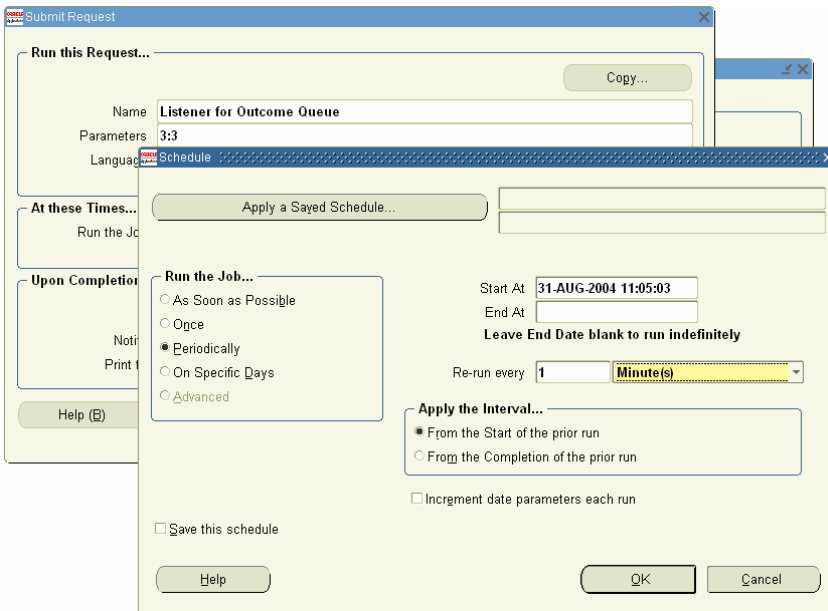 Submit Request
Run this Request...
Copy...
Name Listener for Outcome Queue
Parameters 3:3
Languag
Schedule
At these Times...
Run the Jo
Upon Completion
Noti
Print t
Help (B)
Apply a Saved Schedule...
Run the Job...
As Soon as Possible
Once
Periodically
On Specific Days
Advanced
Start At 31-AUG-2004 11:05:03
End At
Leave End Date blank to run indefinitely
Re-run every 1 Minute(s)
Apply the Interval...
From the Start of the prior run
From the Completion of the prior run
Increment date parameters each run
Save this schedule
Help
OK
Cancel